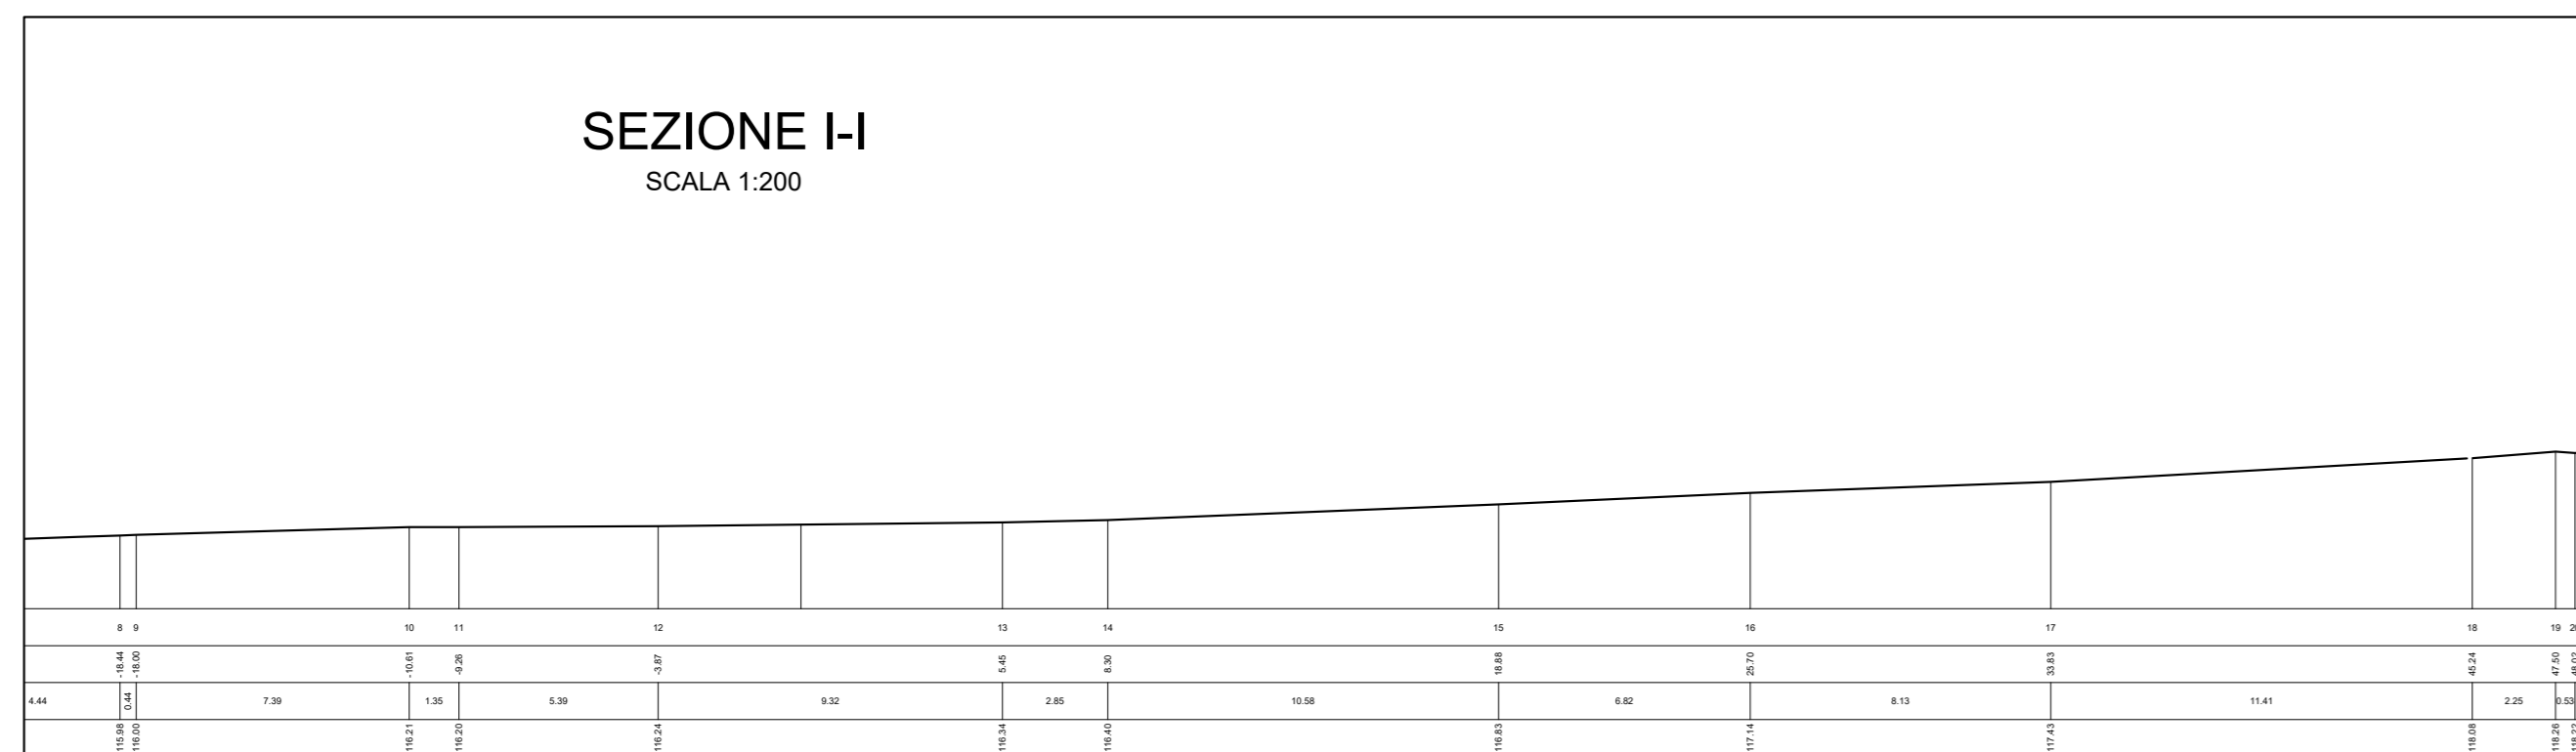 SEZIONE I-I
SCALA 1:200
8 9 10 11 12 13 14 15 16 17 18 19
-18.44 -18.00 -10.61 -9.26 -3.87 5.45 8.30 18.88 25.70 33.83 45.24 47.50
4.44 0.44 7.39 1.35 5.39 9.32 2.85 10.58 6.82 8.13 11.41 2.25 0.53
115.98 116.00 116.21 116.20 116.24 116.34 116.40 116.83 117.14 117.43 118.08 118.26